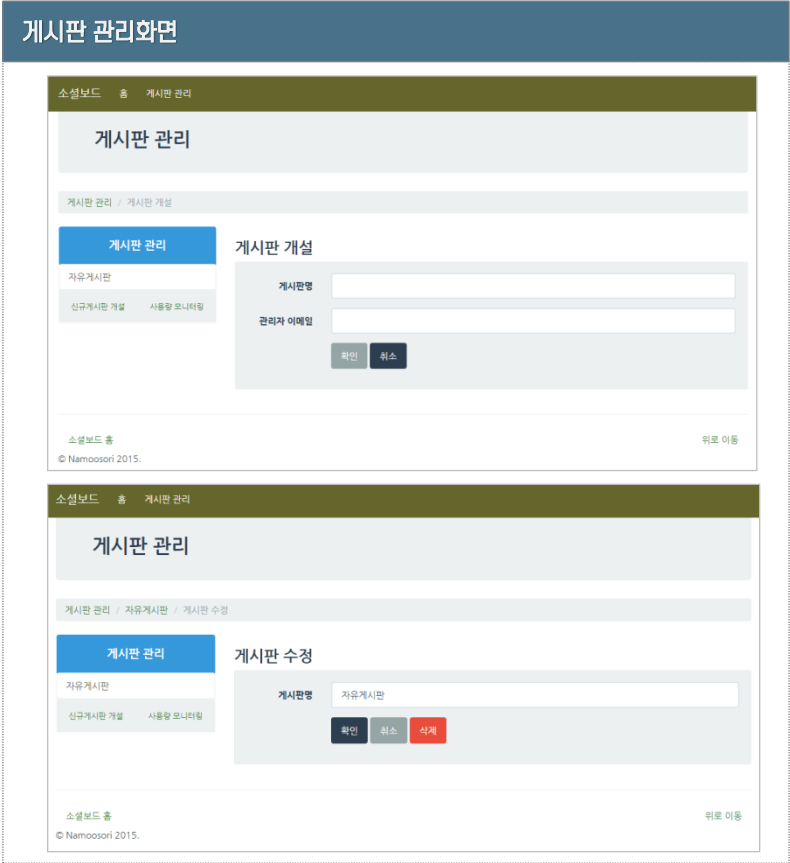 게시판 관리화면
소셜보드 홈 게시판 관리
게시판 관리
게시판 관리 / 게시판 개설
게시판 관리
자유게시판
신규게시판 개설 사용량 모니터링
게시판 개설
게시판명
관리자 이메일
확인 취소
소셜보드 홈 위로 이동
© Namoosori 2015.
소셜보드 홈 게시판 관리
게시판 관리
게시판 관리 / 자유게시판 / 게시판 수정
게시판 관리
자유게시판
신규게시판 개설 사용량 모니터링
게시판 수정
게시판명 자유게시판
확인 취소 삭제
소셜보드 홈 위로 이동
© Namoosori 2015.